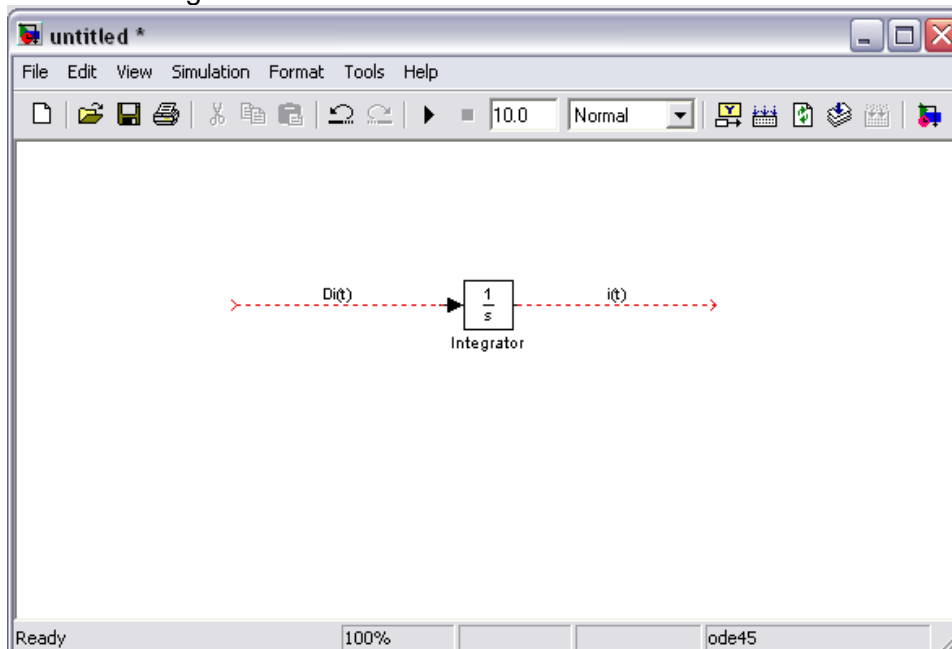 untitled *
File Edit View Simulation Format Tools Help
10.0 Normal
Di(t) 1 i(t)
s
Integrator
Ready 100% ode45